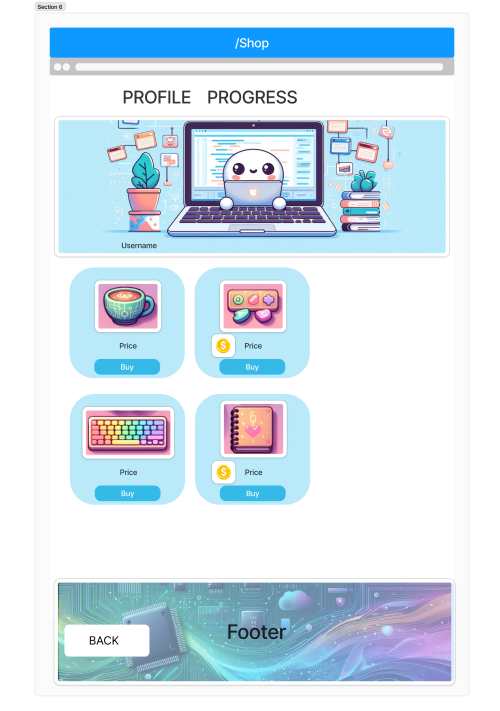 Section 6
/Shop
PROFILE PROGRESS
Username
Price
Price
Buy
Buy
Price
Price
Buy
Buy
BACK
Footer